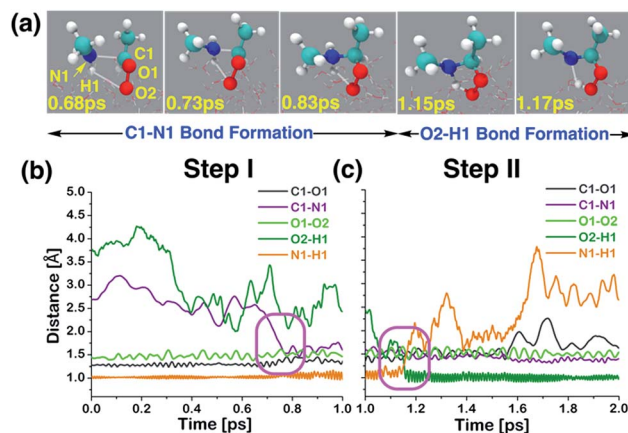 (a)
N1
H1
C1
O1
O2
0.68ps
0.73ps
0.83ps
1.15ps
1.17ps
C1-N1 Bond Formation
O2-H1 Bond Formation
(b)
Step I
C1-O1
C1-N1
O1-O2
O2-H1
N1-H1
Distance [Å]
5.0
4.5
4.0
3.5
3.0
2.5
2.0
1.5
1.0
0.0 0.2 0.4 0.6 0.8 1.0
Time [ps]
(c)
Step II
C1-O1
C1-N1
O1-O2
O2-H1
N1-H1
1.0 1.2 1.4 1.6 1.8 2.0
Time [ps]